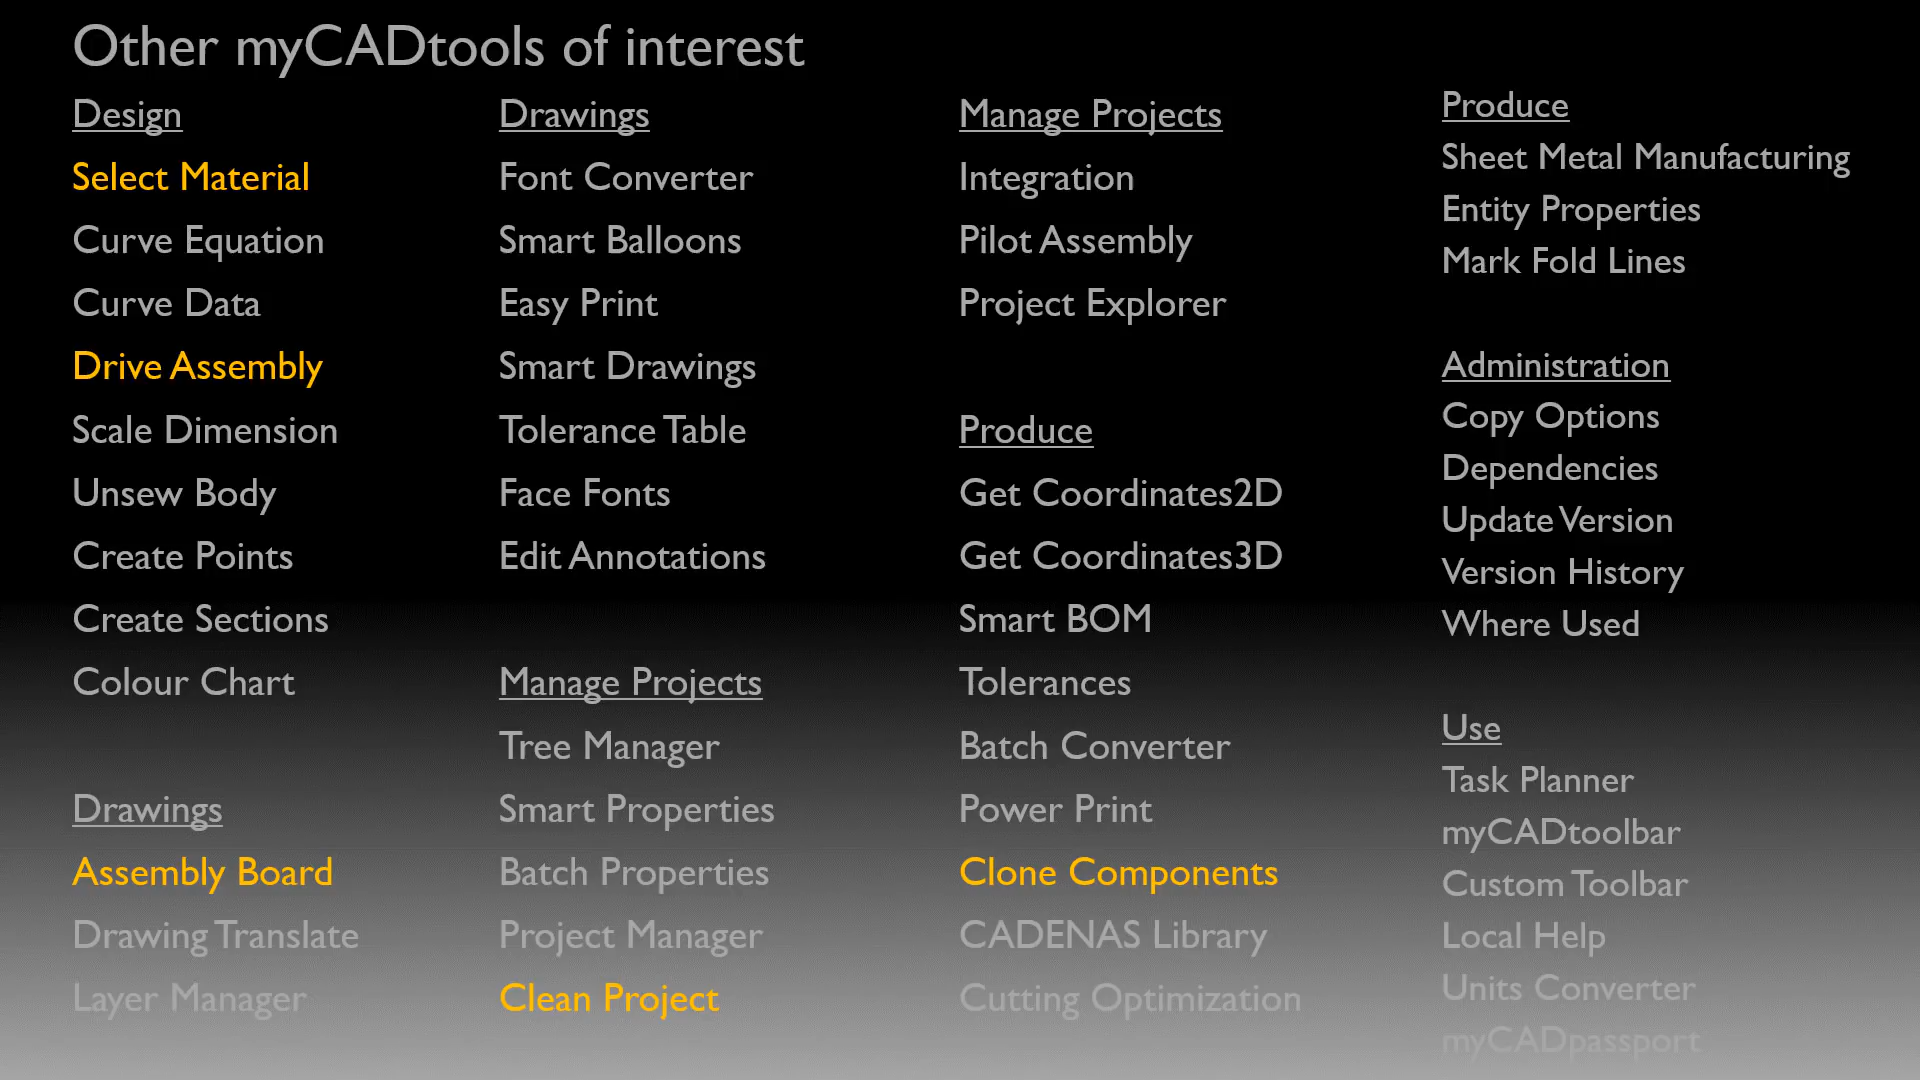 Other myCADtools of interest
Design
Select Material
Curve Equation
Curve Data
Drive Assembly
Scale Dimension
Unsew Body
Create Points
Create Sections
Colour Chart
Drawings
Assembly Board
Drawing Translate
Layer Manager
Drawings
Font Converter
Smart Balloons
Easy Print
Smart Drawings
Tolerance Table
Face Fonts
Edit Annotations
Manage Projects
Tree Manager
Smart Properties
Batch Properties
Project Manager
Clean Project
Manage Projects
Integration
Pilot Assembly
Project Explorer
Produce
Get Coordinates2D
Get Coordinates3D
Smart BOM
Tolerances
Batch Converter
Power Print
Clone Components
CADENAS Library
Cutting Optimization
Produce
Sheet Metal Manufacturing
Entity Properties
Mark Fold Lines
Administration
Copy Options
Dependencies
Update Version
Version History
Where Used
Use
Task Planner
myCADtoolbar
Custom Toolbar
Local Help
Units Converter
myCADpassport